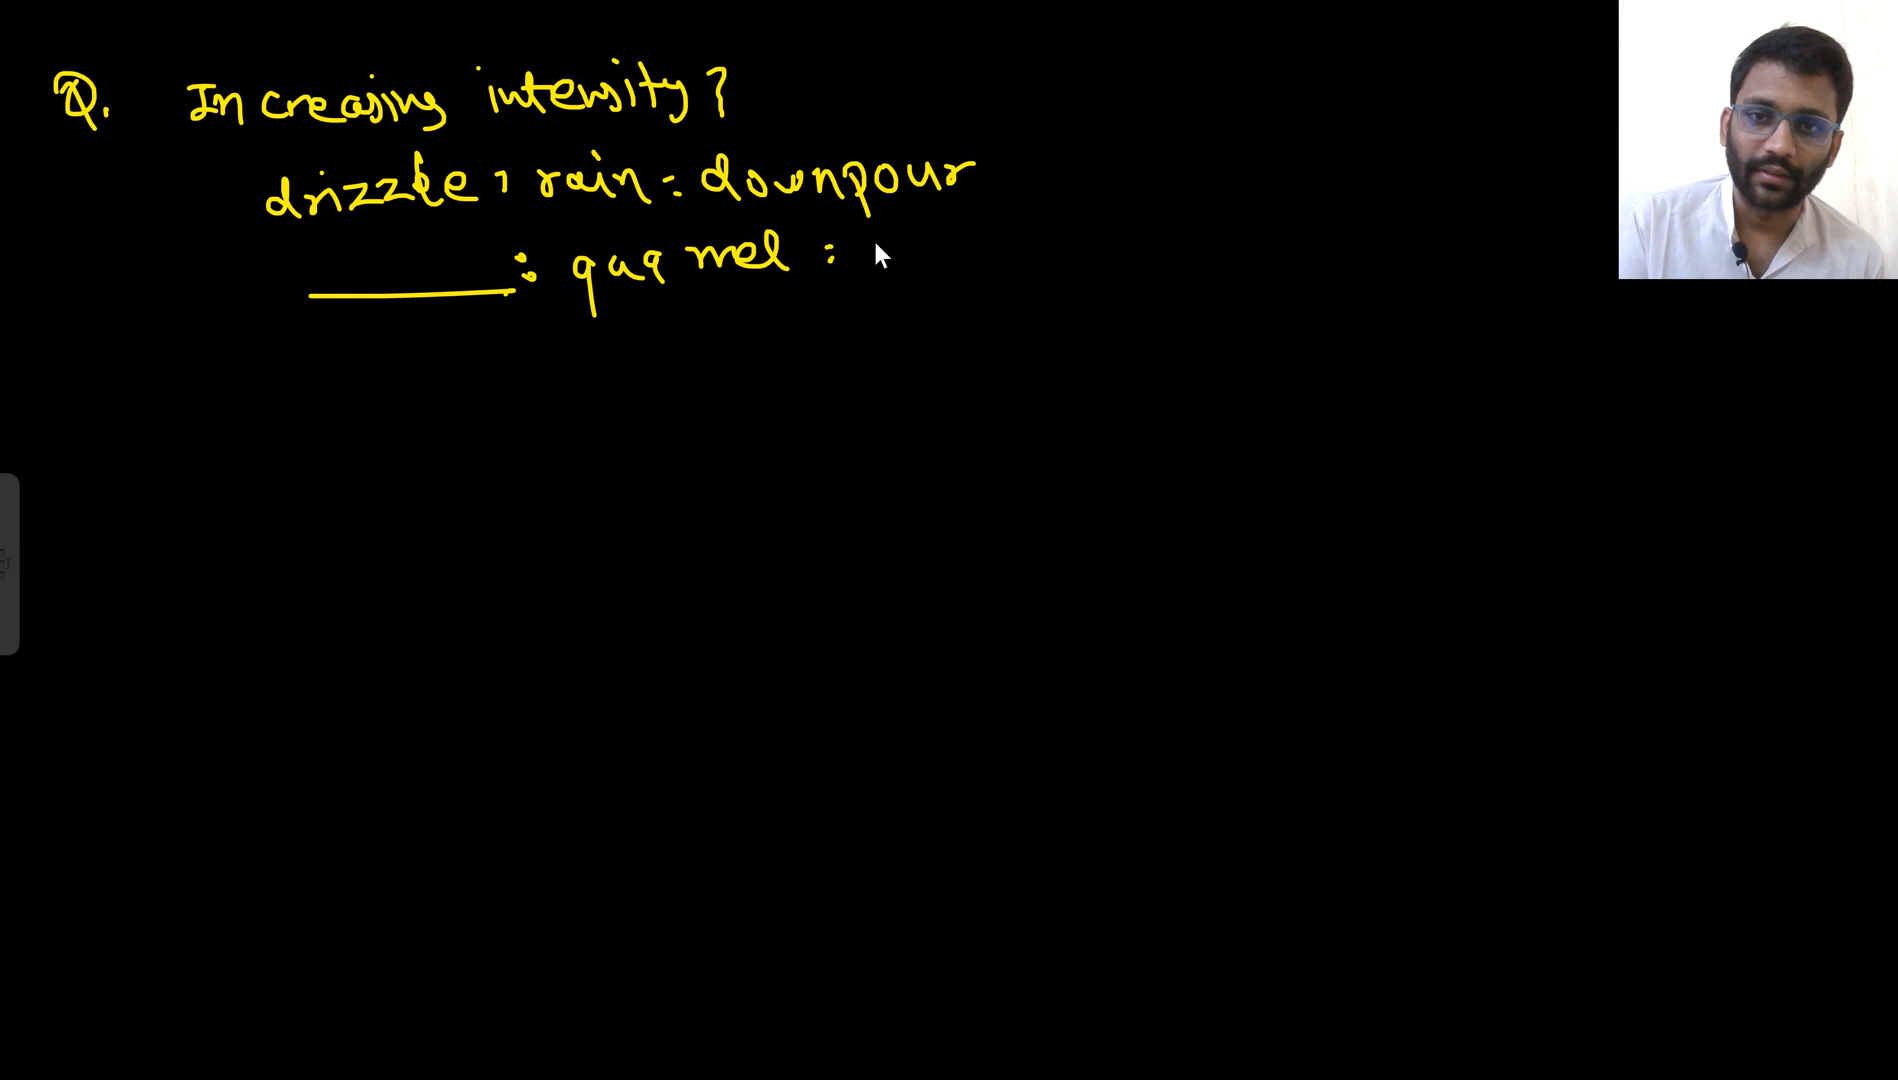 Q. Increasing intensity?
drizzle : rain : downpour
______ : quarrel :